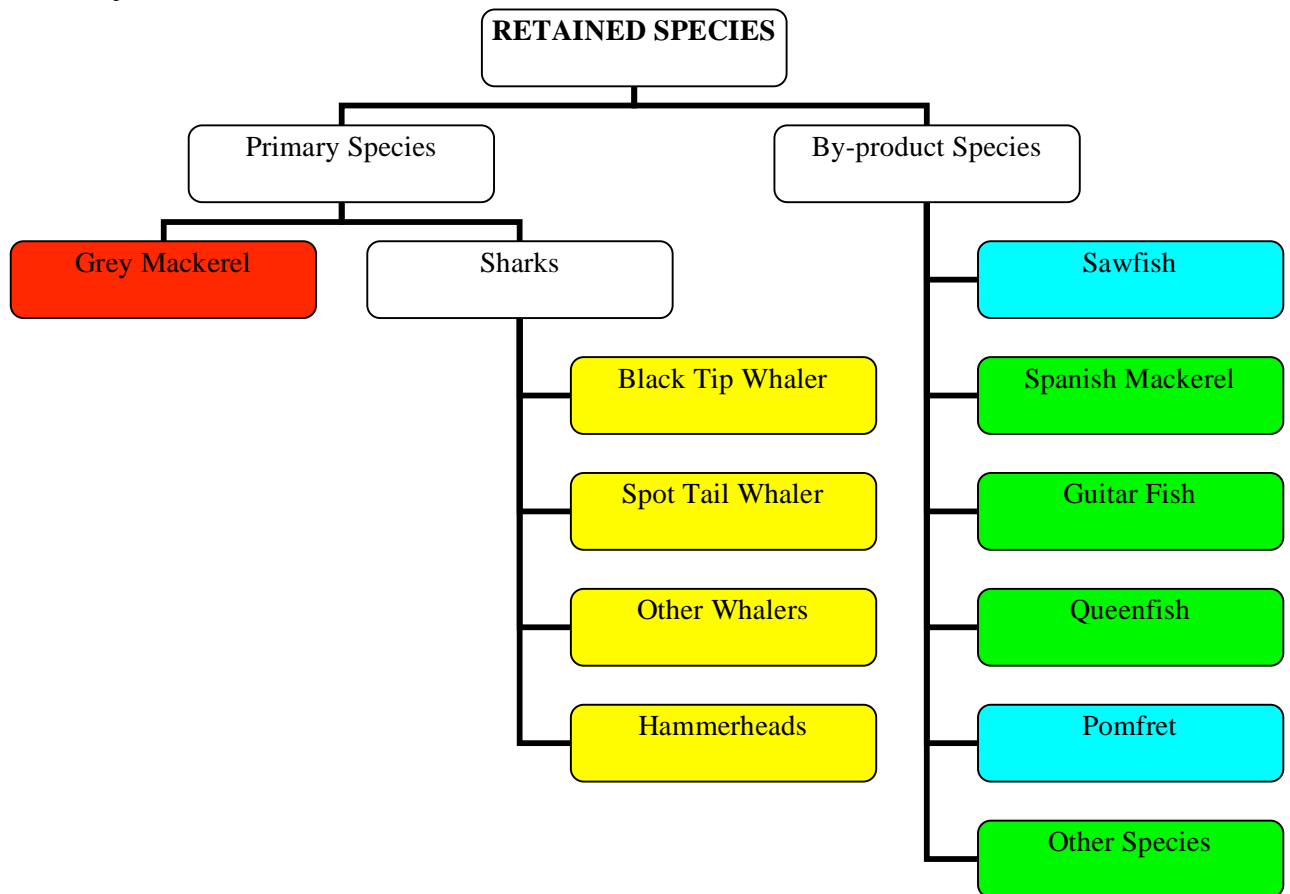 RETAINED SPECIES
Primary Species
By-product Species
Grey Mackerel
Sharks
Sawfish
Black Tip Whaler
Spanish Mackerel
Spot Tail Whaler
Guitar Fish
Other Whalers
Queenfish
Hammerheads
Pomfret
Other Species